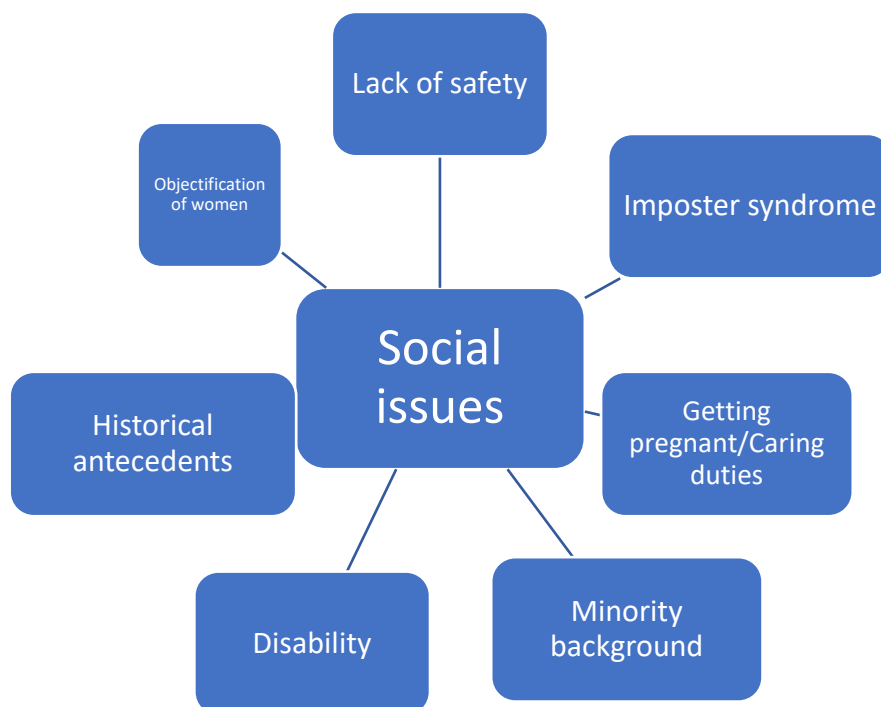 Lack of safety
Objectification
of women
Imposter syndrome
Social
issues
Historical
antecedents
Getting
pregnant/Caring
duties
Disability
Minority
background